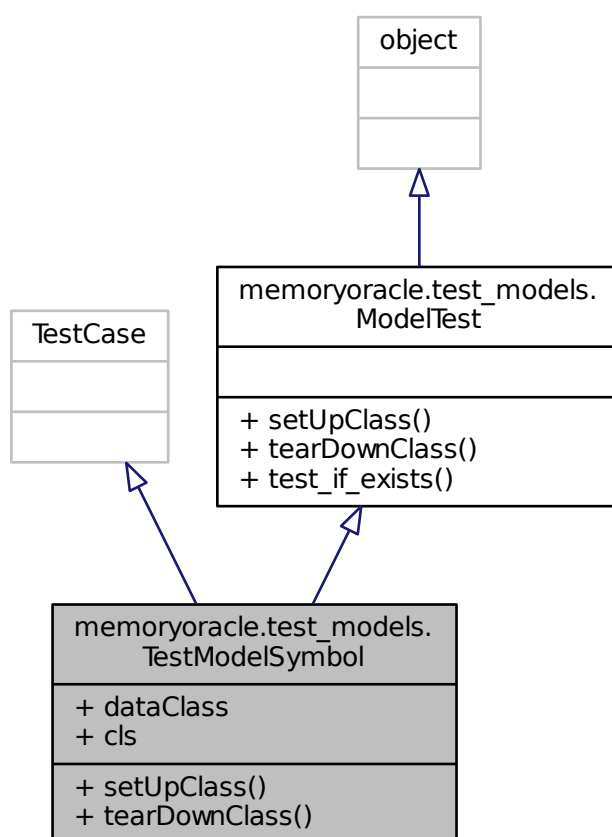 object
memoryoracle.test_models.
ModelTest
+ setUpClass()
+ tearDownClass()
+ test_if_exists()
TestCase
memoryoracle.test_models.
TestModelSymbol
+ dataClass
+ cls
+ setUpClass()
+ tearDownClass()